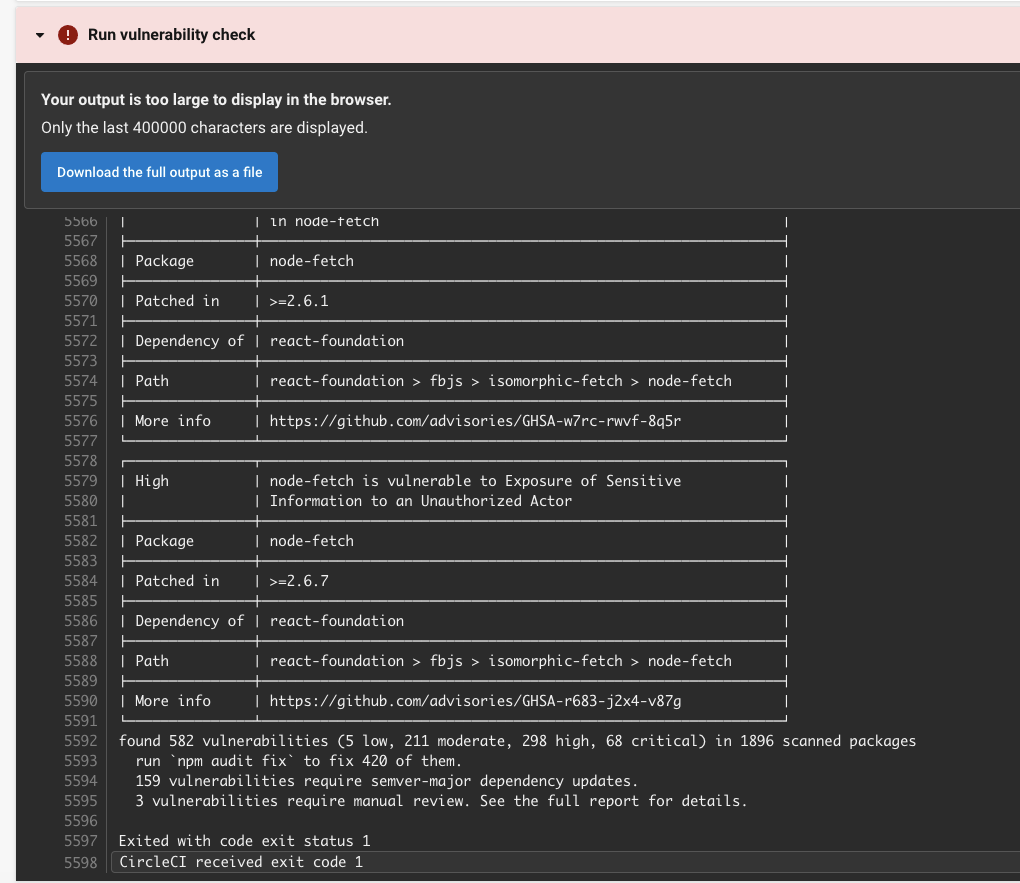 Run vulnerability check
Your output is too large to display in the browser.
Only the last 400000 characters are displayed.
Download the full output as a file
5566 | | in node-fetch |
5567 ├───────────────┼──────────────────────────────────────────────────────────────┤
5568 | Package | node-fetch |
5569 ├───────────────┼──────────────────────────────────────────────────────────────┤
5570 | Patched in | >=2.6.1 |
5571 ├───────────────┼──────────────────────────────────────────────────────────────┤
5572 | Dependency of | react-foundation |
5573 ├───────────────┼──────────────────────────────────────────────────────────────┤
5574 | Path | react-foundation > fbjs > isomorphic-fetch > node-fetch |
5575 ├───────────────┼──────────────────────────────────────────────────────────────┤
5576 | More info | https://github.com/advisories/GHSA-w7rc-rwvf-8q5r |
5577 └───────────────┴──────────────────────────────────────────────────────────────┘
5578 ┌───────────────┬──────────────────────────────────────────────────────────────┐
5579 | High | node-fetch is vulnerable to Exposure of Sensitive |
5580 | | Information to an Unauthorized Actor |
5581 ├───────────────┼──────────────────────────────────────────────────────────────┤
5582 | Package | node-fetch |
5583 ├───────────────┼──────────────────────────────────────────────────────────────┤
5584 | Patched in | >=2.6.7 |
5585 ├───────────────┼──────────────────────────────────────────────────────────────┤
5586 | Dependency of | react-foundation |
5587 ├───────────────┼──────────────────────────────────────────────────────────────┤
5588 | Path | react-foundation > fbjs > isomorphic-fetch > node-fetch |
5589 ├───────────────┼──────────────────────────────────────────────────────────────┤
5590 | More info | https://github.com/advisories/GHSA-r683-j2x4-v87g |
5591 └───────────────┴──────────────────────────────────────────────────────────────┘
5592 found 582 vulnerabilities (5 low, 211 moderate, 298 high, 68 critical) in 1896 scanned packages
5593 run `npm audit fix` to fix 420 of them.
5594 159 vulnerabilities require semver-major dependency updates.
5595 3 vulnerabilities require manual review. See the full report for details.
5596
5597 Exited with code exit status 1
5598 CircleCI received exit code 1